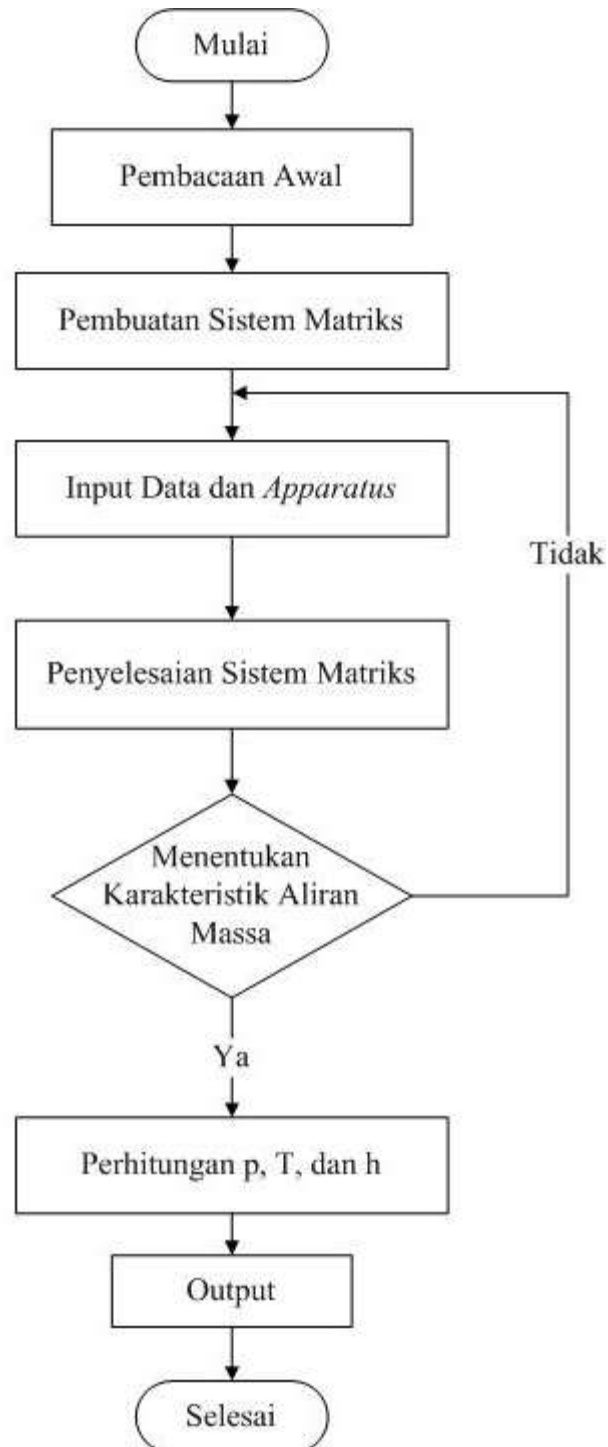 Mulai
Pembacaan Awal
Pembuatan Sistem Matriks
Input Data dan Apparatus
Tidak
Penyelesaian Sistem Matriks
Menentukan
Karakteristik Aliran
Massa
Ya
Perhitungan p, T, dan h
Output
Selesai